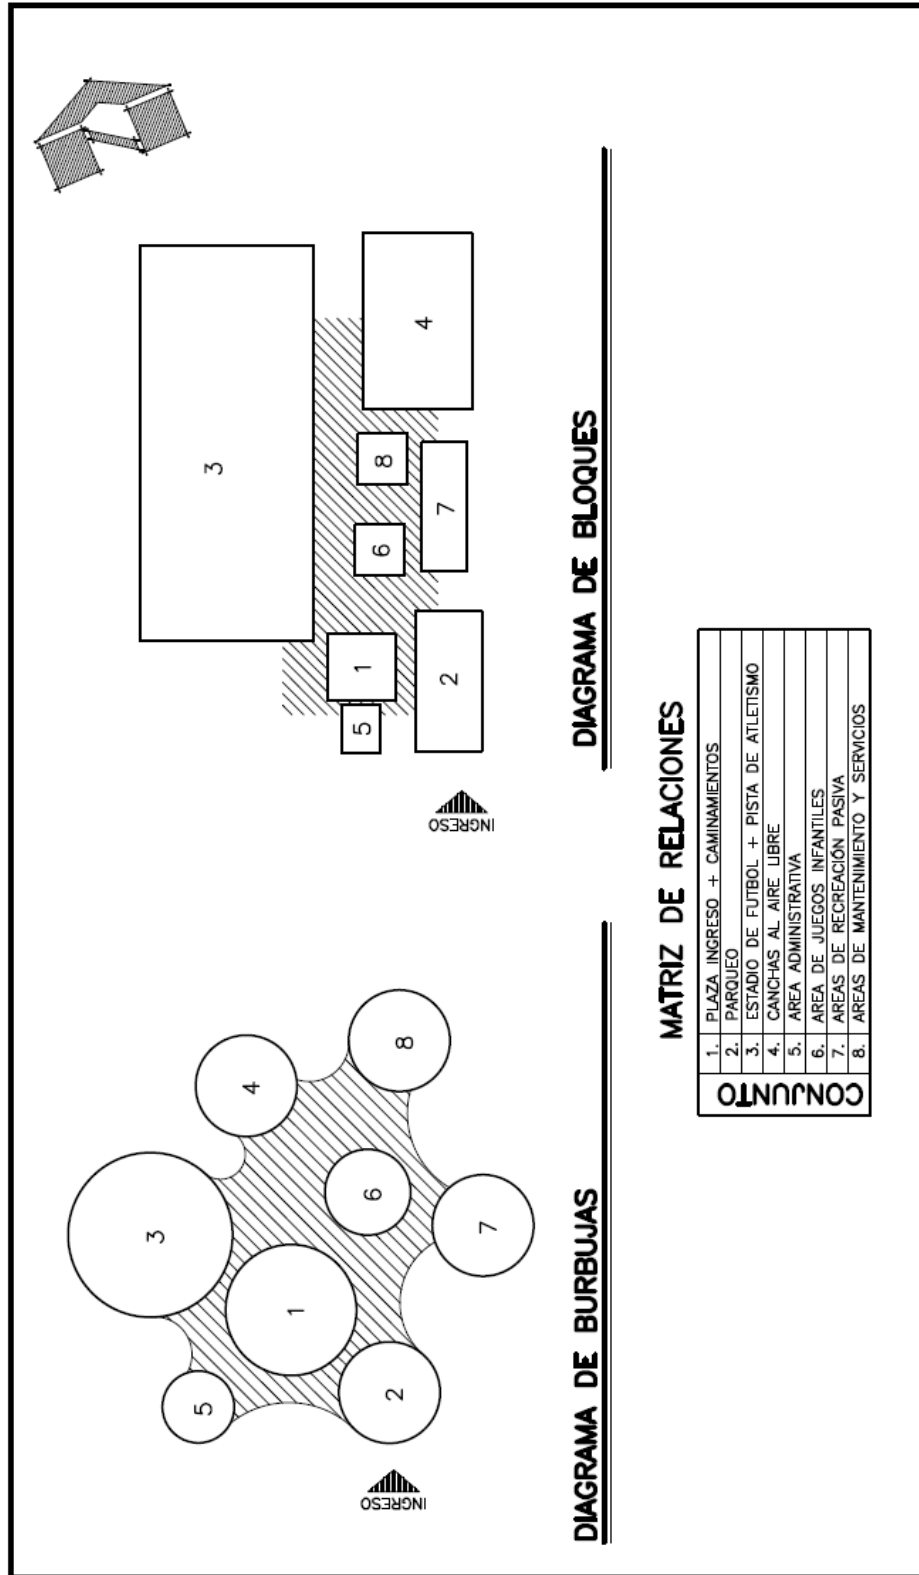 5
3
4
1
2
6
7
8
INGRESO
DIAGRAMA DE BURBUJAS
3
4
5
1
6
8
2
7
INGRESO
DIAGRAMA DE BLOQUES
MATRIZ DE RELACIONES
CONJUNTO
1. PLAZA INGRESO + CAMINAMIENTOS
2. PARQUEO
3. ESTADIO DE FUTBOL + PISTA DE ATLETISMO
4. CANCHAS AL AIRE LIBRE
5. AREA ADMINISTRATIVA
6. AREA DE JUEGOS INFANTILES
7. AREAS DE RECREACIÓN PASIVA
8. AREAS DE MANTENIMIENTO Y SERVICIOS